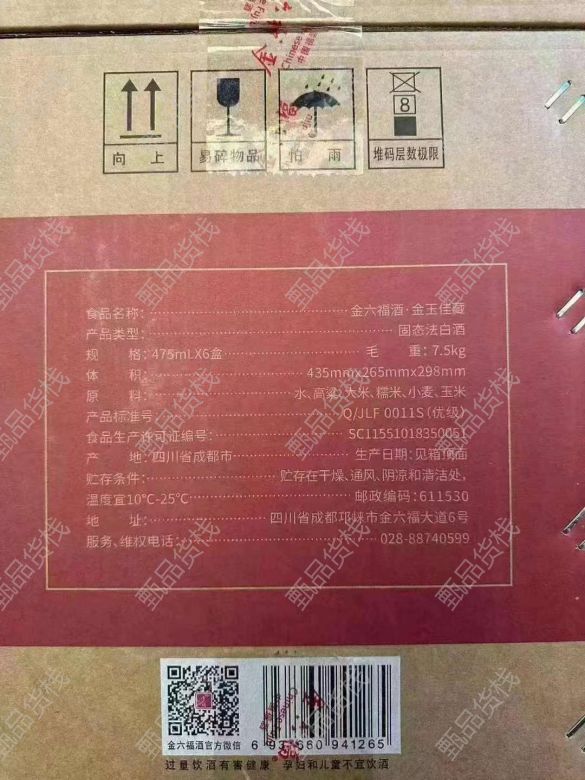 向 上
易碎物品
怕 雨
8
堆码层数极限
食品名称: 金六福酒·金玉佳藏
产品类型: 固态法白酒
规 格: 475mLX6盒 毛 重: 7.5kg
体 积: 435mmx265mmx298mm
原 料: 水、高粱、大米、糯米、小麦、玉米
产品标准号: Q/JLF 0011S(优级)
食品生产许可证编号: SC11551018350051
产 地: 四川省成都市 生产日期: 见箱顶面
贮存条件: 贮存在干燥、通风、阴凉和清洁处,
温度宜10℃-25℃ 邮政编码: 611530
地 址: 四川省成都邛崃市金六福大道6号
服务、维权电话: 028-88740599
金六福酒官方微信
941265
过量饮酒有害健康 孕妇和儿童不宜饮酒
甄品货栈